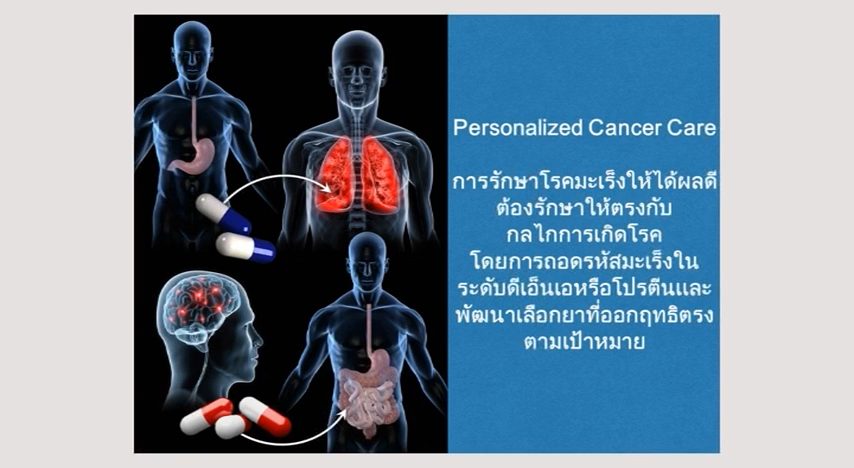 Personalized Cancer Care
การรักษาโรคมะเร็งให้ได้ผลดี
ต้องรักษาให้ตรงกับ
กลไกการเกิดโรค
โดยการถอดรหัสมะเร็งใน
ระดับดีเอ็นเอหรือโปรตีนและ
พัฒนาเลือกยาที่ออกฤทธิตรง
ตามเป้าหมาย